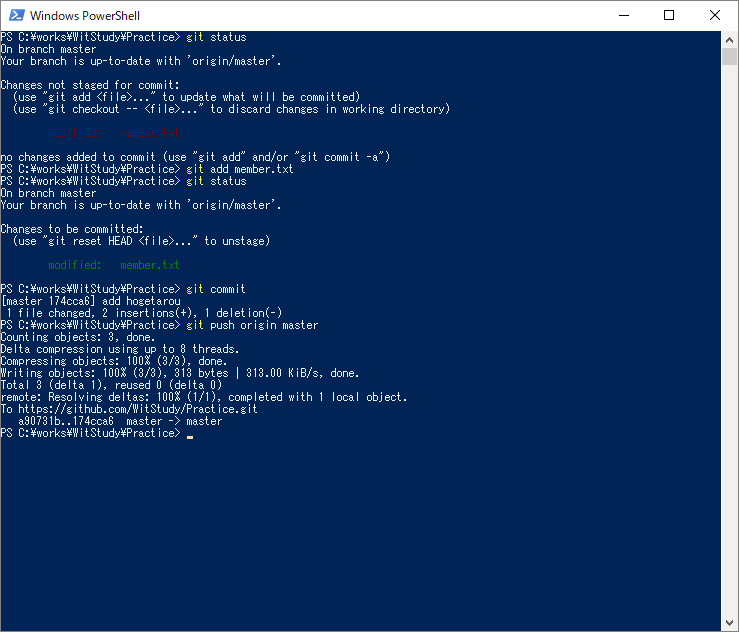 Windows PowerShell
PS C:¥works¥WitStudy¥Practice> git status
On branch master
Your branch is up-to-date with 'origin/master'.
Changes not staged for commit:
(use "git add <file>..." to update what will be committed)
(use "git checkout -- <file>..." to discard changes in working directory)
modified: member.txt
no changes added to commit (use "git add" and/or "git commit -a")
PS C:¥works¥WitStudy¥Practice> git add member.txt
PS C:¥works¥WitStudy¥Practice> git status
On branch master
Your branch is up-to-date with 'origin/master'.
Changes to be committed:
(use "git reset HEAD <file>..." to unstage)
modified: member.txt
PS C:¥works¥WitStudy¥Practice> git commit
[master 174cca6] add hogetarou
1 file changed, 2 insertions(+), 1 deletion(-)
PS C:¥works¥WitStudy¥Practice> git push origin master
Counting objects: 3, done.
Delta compression using up to 8 threads.
Compressing objects: 100% (3/3), done.
Writing objects: 100% (3/3), 313 bytes | 313.00 KiB/s, done.
Total 3 (delta 1), reused 0 (delta 0)
remote: Resolving deltas: 100% (1/1), completed with 1 local object.
To https://github.com/WitStudy/Practice.git
a90731b..174cca6 master -> master
PS C:¥works¥WitStudy¥Practice>